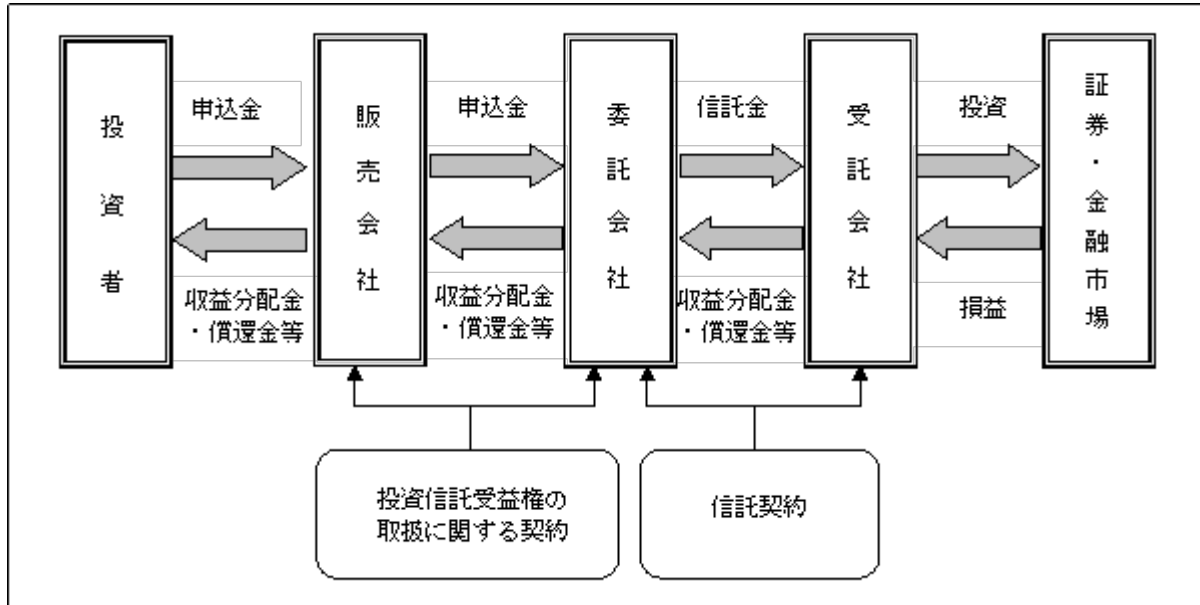 投資者
申込金
収益分配金
・償還金等
販売会社
申込金
収益分配金
・償還金等
委託会社
信託金
収益分配金
・償還金等
受託会社
投資
損益
証券・金融市場
投資信託受益権の
取扱に関する契約
信託契約